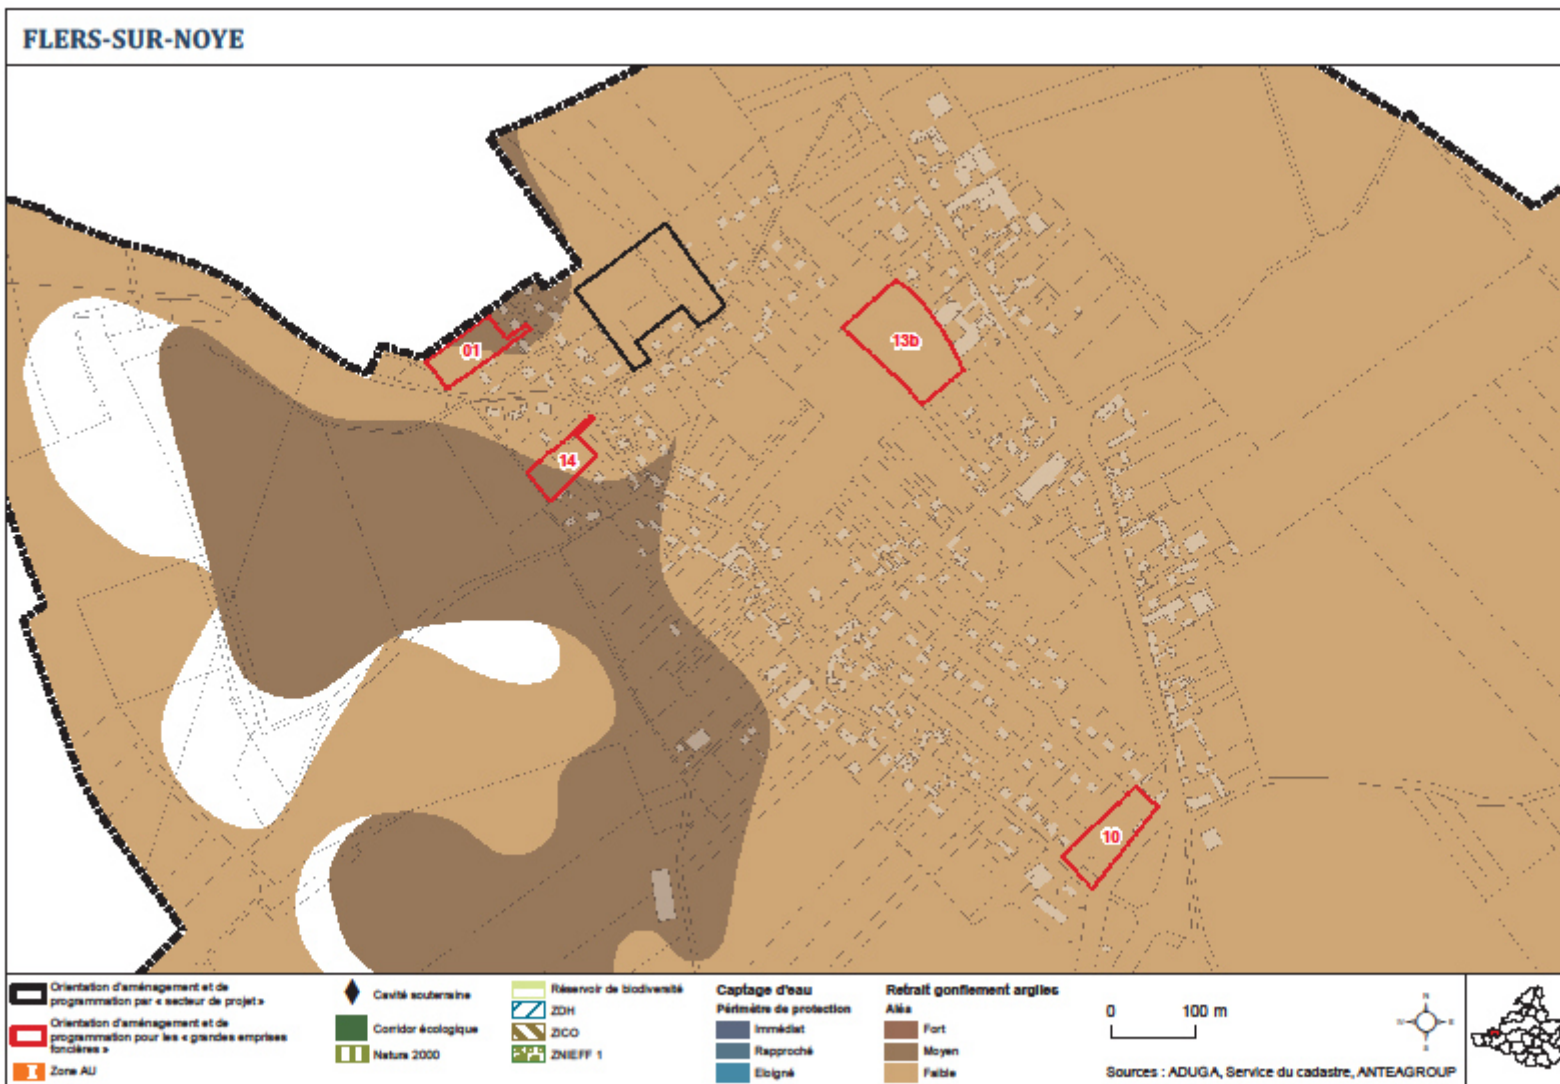 FLERS-SUR-NOYE
01
13b
14
10
Orientation d'aménagement et de
programmation par « secteur de projet »
Orientation d'aménagement et de
programmation pour les « grandes emprises
foncières »
Zone AU
Cavité souterraine
Corridor écologique
Natura 2000
Réservoir de biodiversité
ZDH
ZICO
ZNIEFF 1
Captage d'eau
Périmètre de protection
Immédiat
Rapproché
Eloigné
Retrait gonflement argiles
Aléa
Fort
Moyen
Faible
0 100 m
Sources : ADUGA, Service du cadastre, ANTEAGROUP